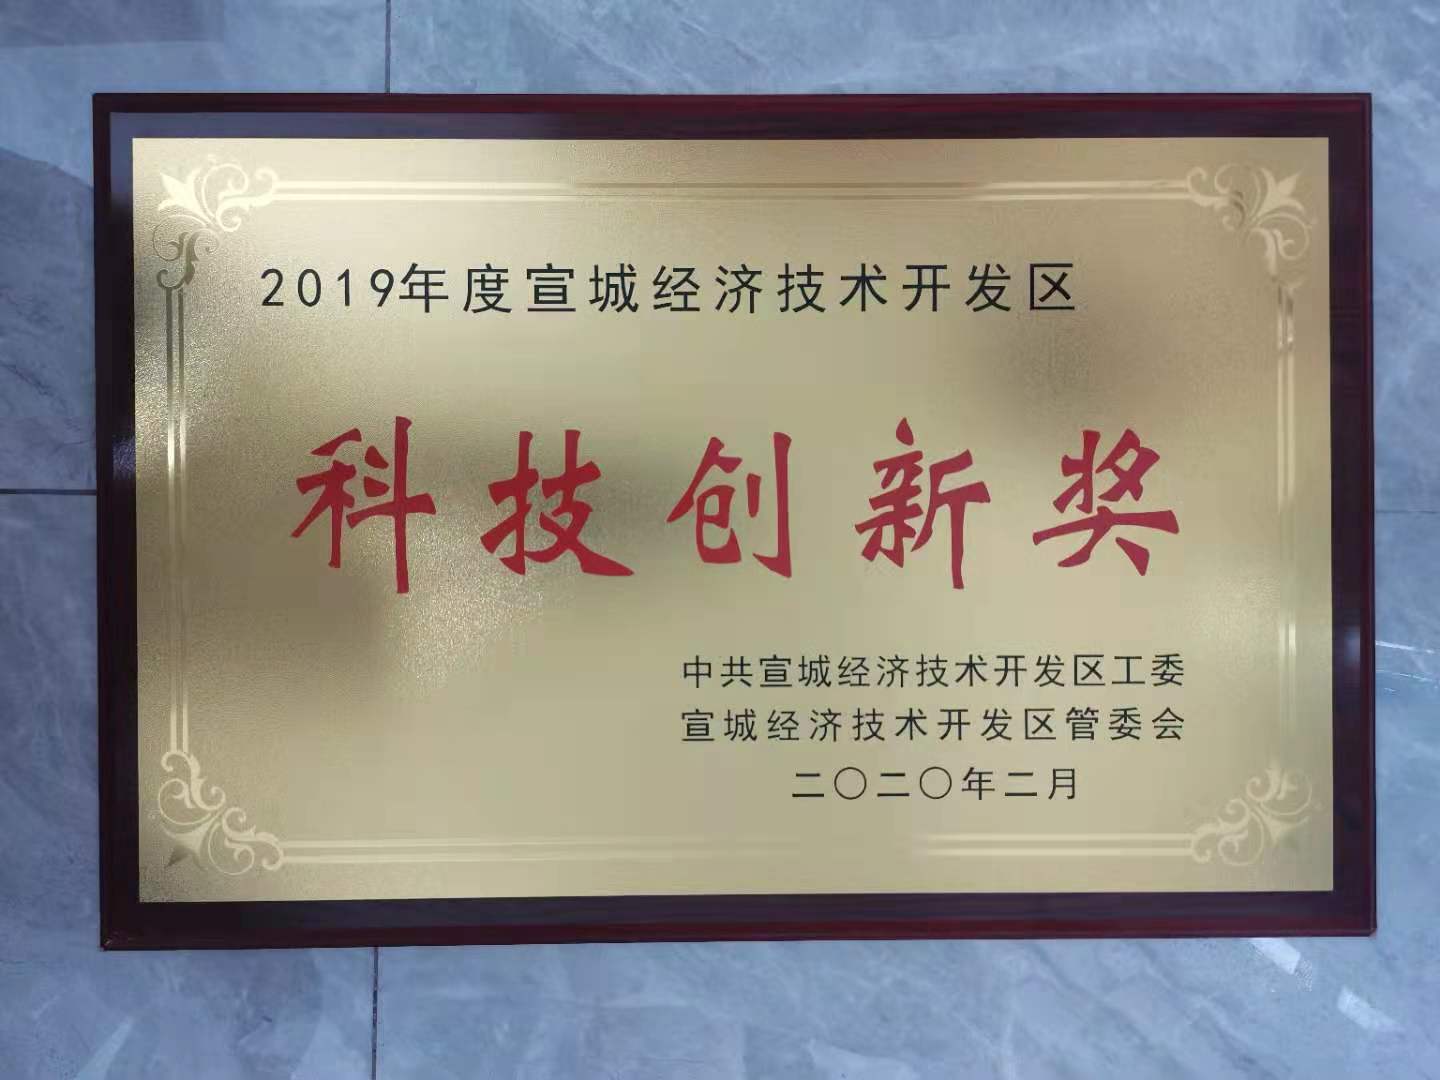 2019年度宣城经济技术开发区
科技创新奖
中共宣城经济技术开发区工委
宣城经济技术开发区管委会
二〇二〇年二月